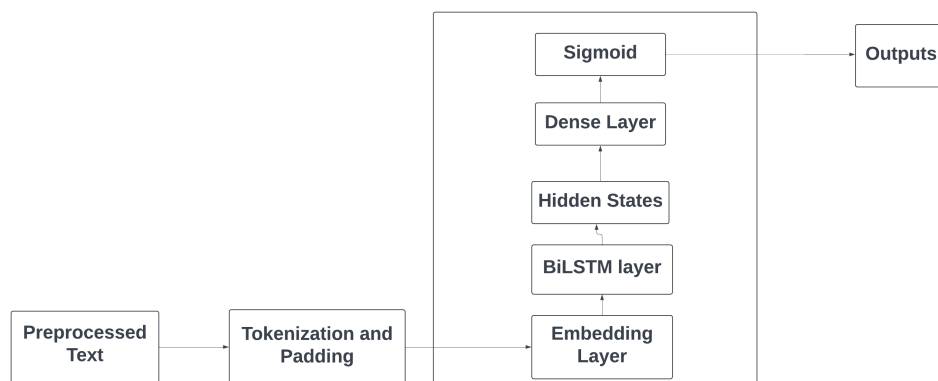 Sigmoid
Outputs
Dense Layer
Hidden States
BiLSTM layer
Preprocessed
Text
Tokenization and
Padding
Embedding
Layer